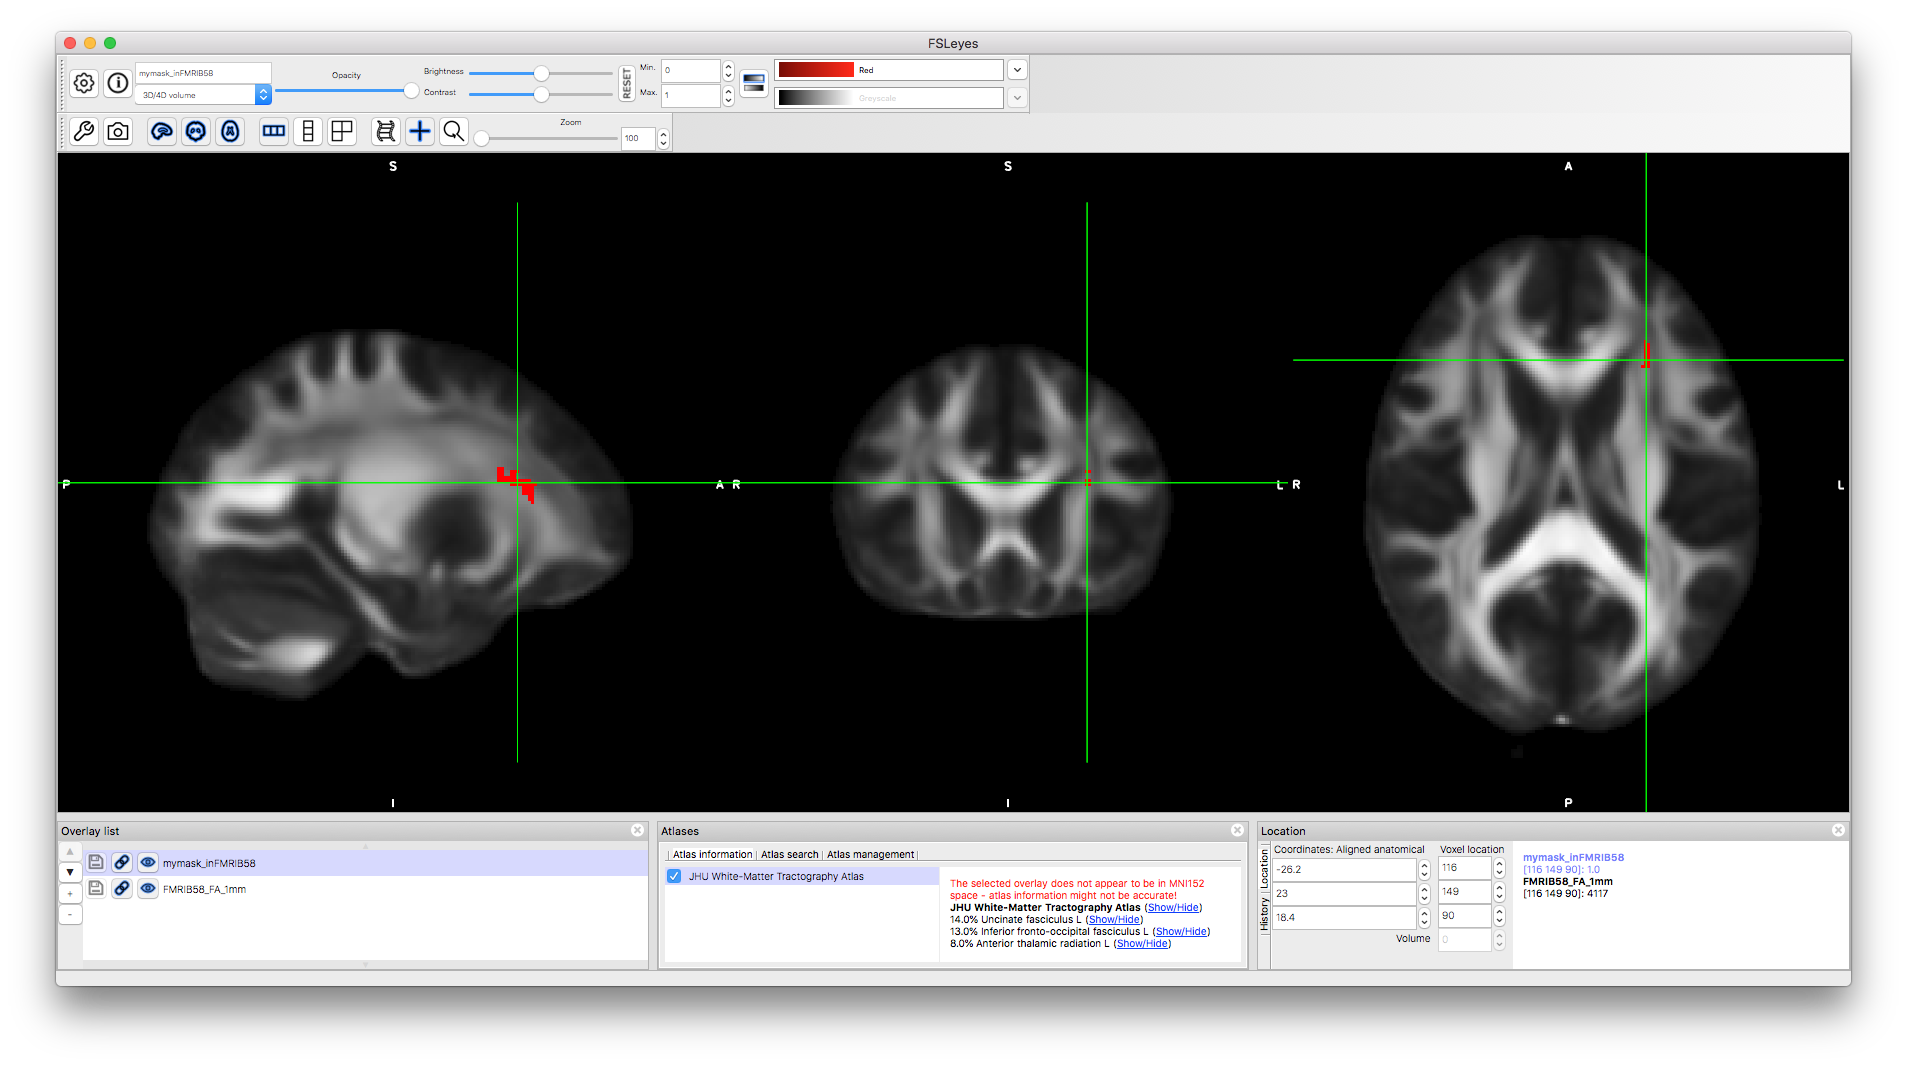 FSLeyes
mymask_inFMRIB58
3D/4D volume
Opacity
Brightness
Contrast
RESET
Min.
0
Max.
1
Red
Greyscale
Zoom
100
S
S
A
P
A
R
L
R
L
I
I
P
Overlay list
mymask_inFMRIB58
FMRIB58_FA_1mm
+
-
Atlases
Atlas information
Atlas search
Atlas management
JHU White-Matter Tractography Atlas
The selected overlay does not appear to be in MNI152
space - atlas information might not be accurate!
JHU White-Matter Tractography Atlas (Show/Hide)
14.0% Uncinate fasciculus L (Show/Hide)
13.0% Inferior fronto-occipital fasciculus L (Show/Hide)
8.0% Anterior thalamic radiation L (Show/Hide)
Location
Location
History
Coordinates: Aligned anatomical
Voxel location
-26.2
116
23
149
18.4
90
Volume
0
mymask_inFMRIB58
[116 149 90]: 1.0
FMRIB58_FA_1mm
[116 149 90]: 4117